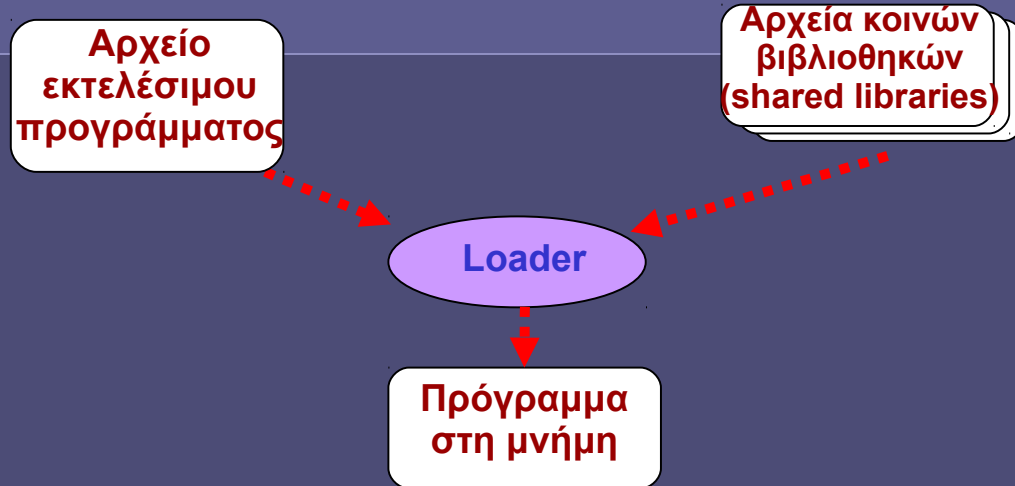 Αρχείο
εκτελέσιμου
προγράμματος
Αρχεία κοινών
βιβλιοθηκών
(shared libraries)
Loader
Πρόγραμμα
στη μνήμη